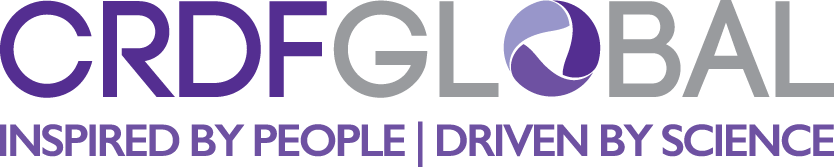 CRDFGLOBAL
INSPIRED BY PEOPLE | DRIVEN BY SCIENCE